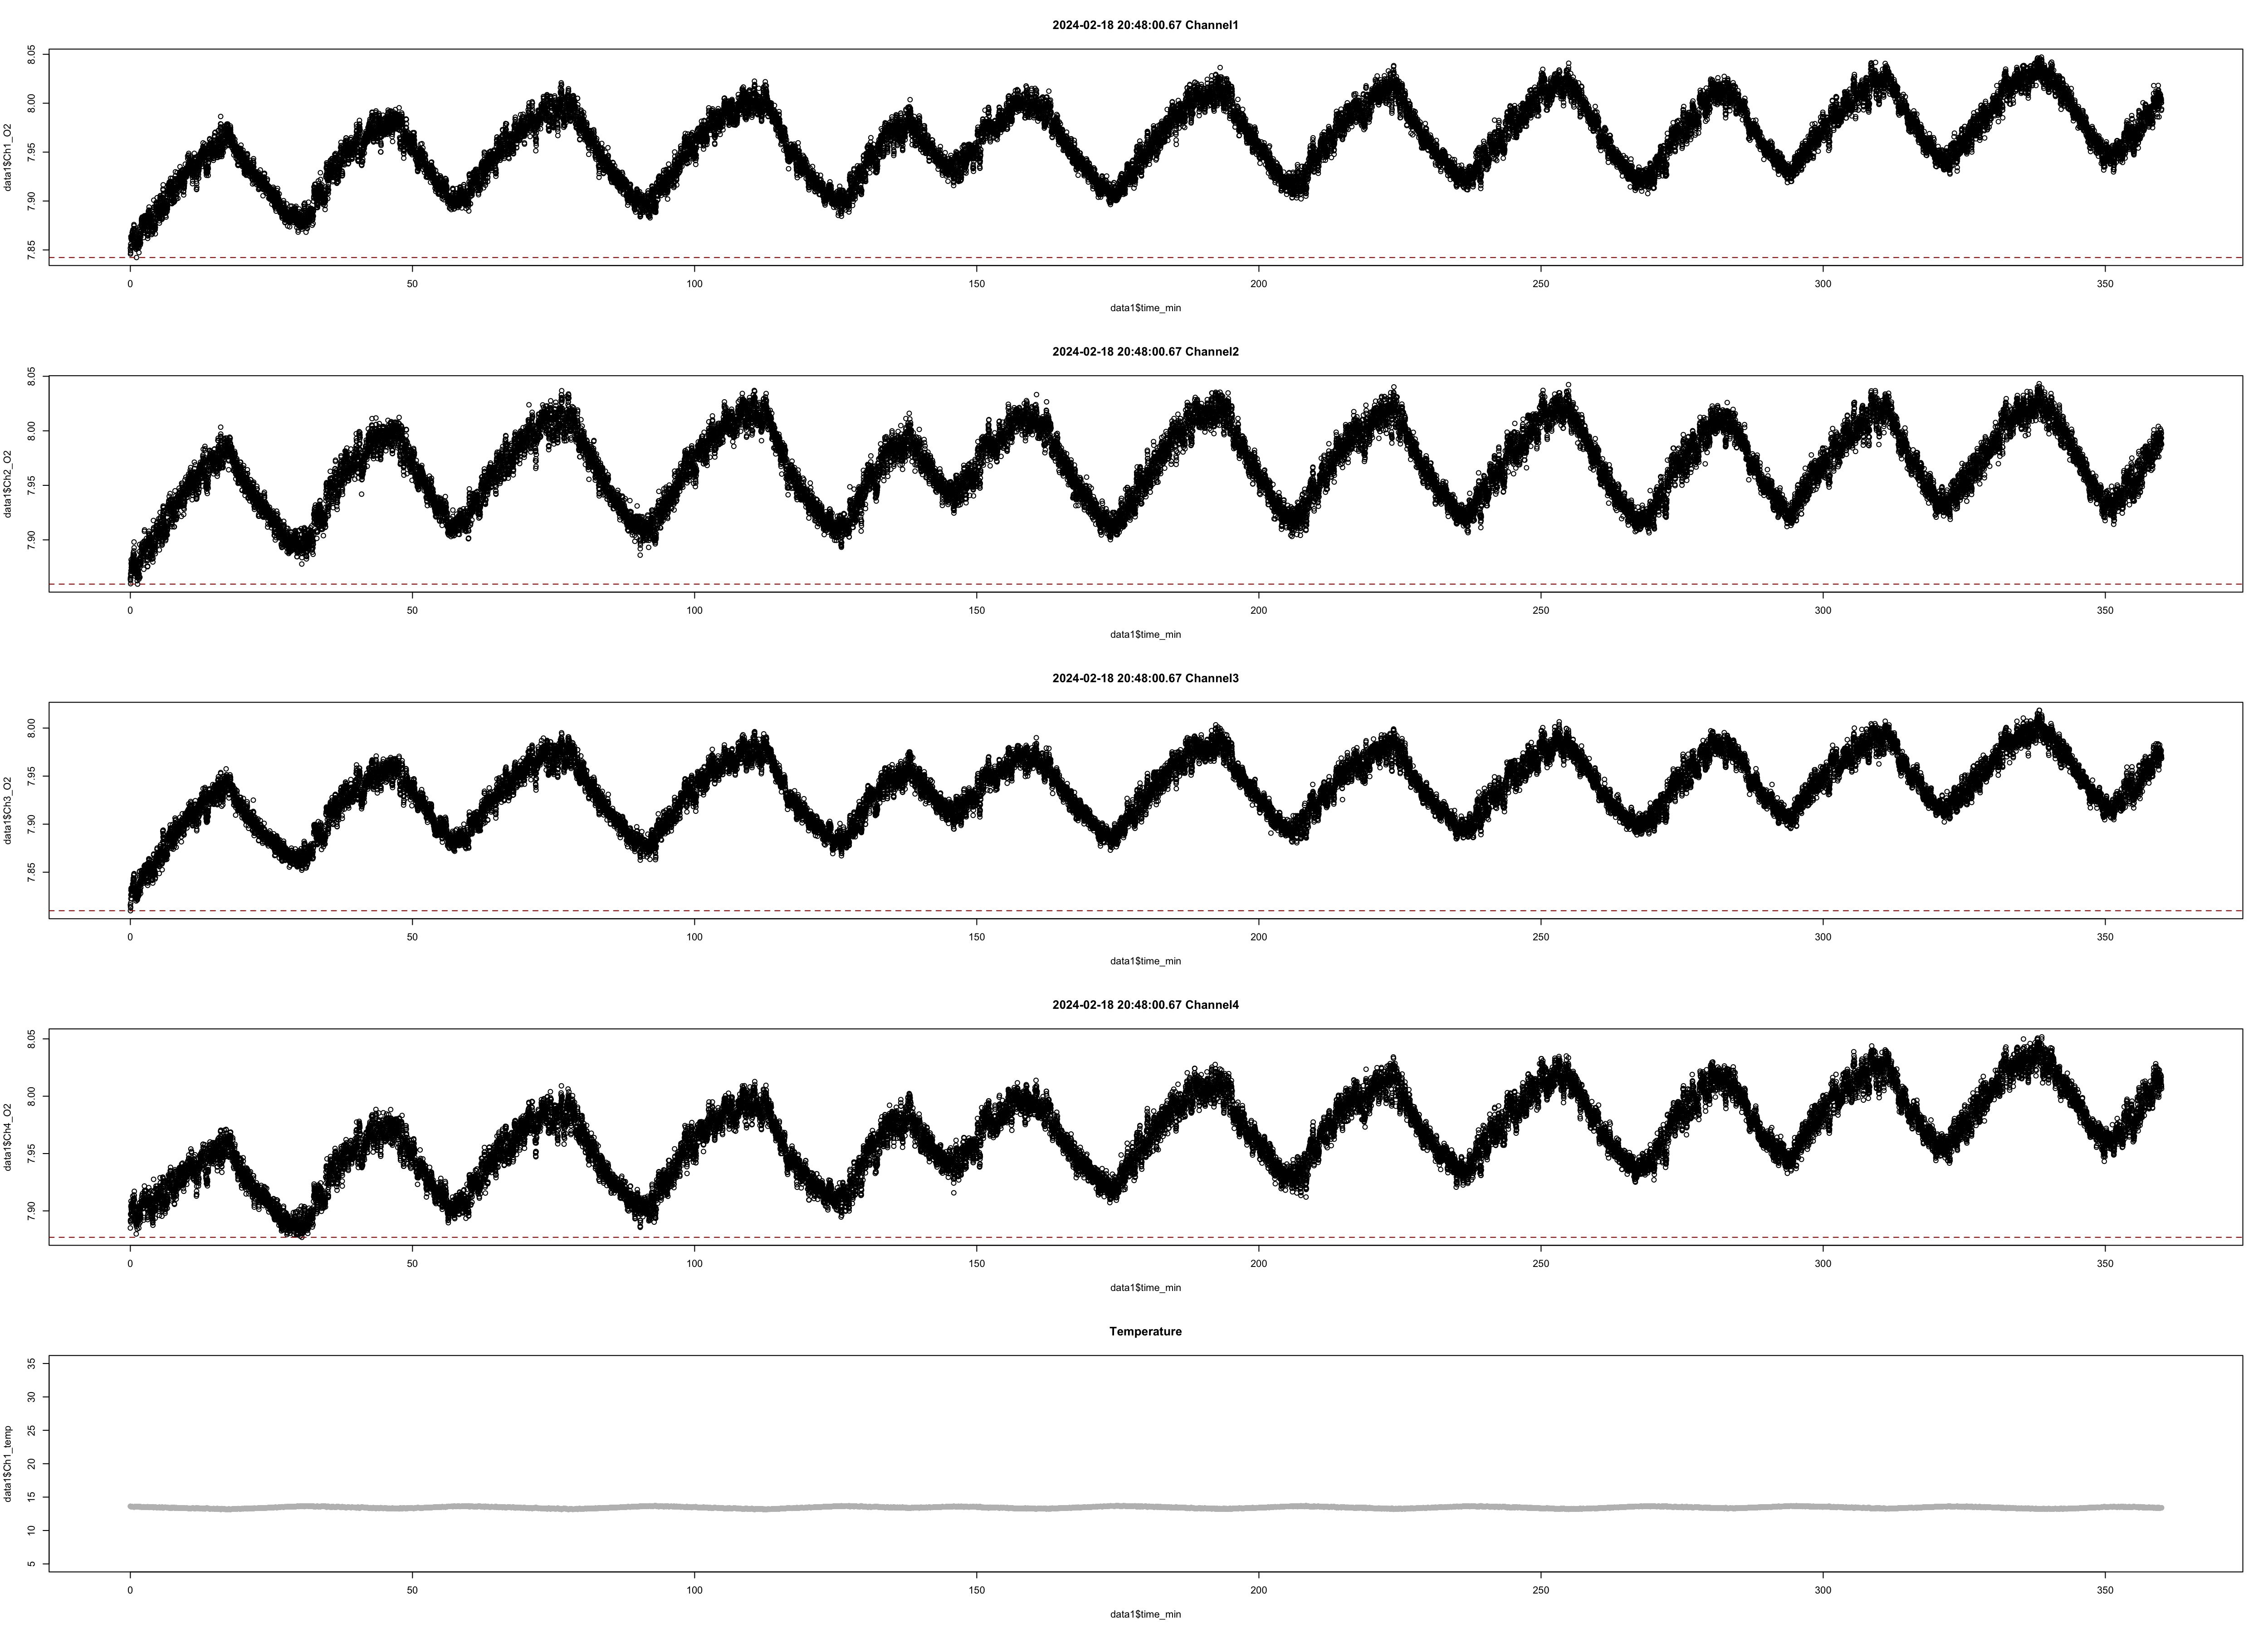 2024-02-18 20:48:00.67 Channel1
data1$Ch1_O2
8.05
8.00
7.95
7.90
7.85
0 50 100 150 200 250 300 350
data1$time_min
2024-02-18 20:48:00.67 Channel2
data1$Ch2_O2
8.05
8.00
7.95
7.90
0 50 100 150 200 250 300 350
data1$time_min
2024-02-18 20:48:00.67 Channel3
data1$Ch3_O2
8.00
7.95
7.90
7.85
0 50 100 150 200 250 300 350
data1$time_min
2024-02-18 20:48:00.67 Channel4
data1$Ch4_O2
8.05
8.00
7.95
7.90
0 50 100 150 200 250 300 350
data1$time_min
Temperature
data1$Ch1_temp
35
30
25
20
15
10
5
0 50 100 150 200 250 300 350
data1$time_min